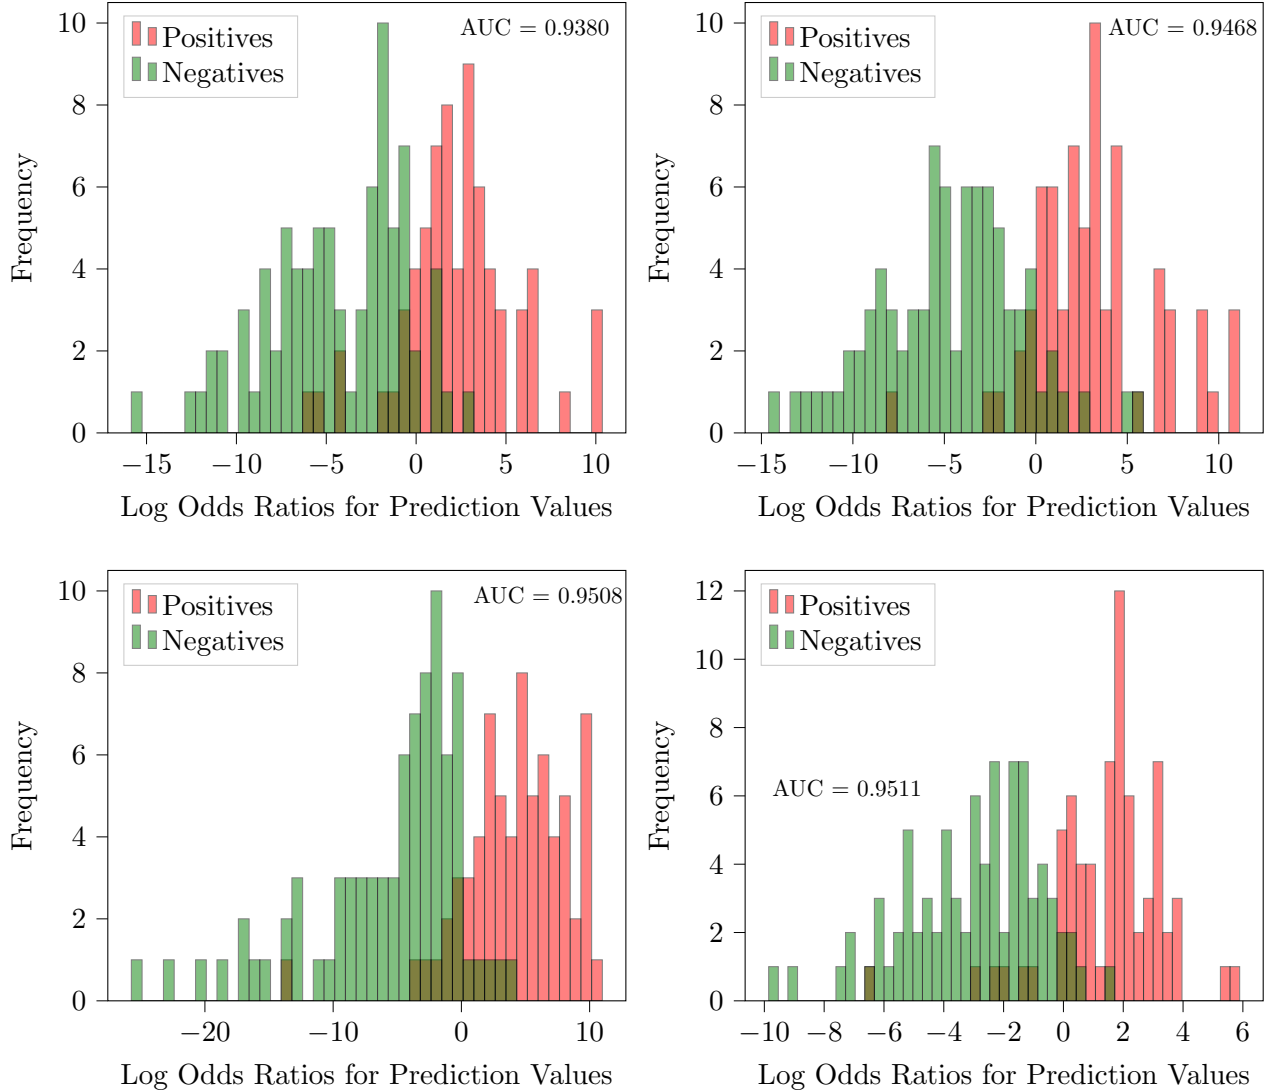 10
8
6
4
2
0
Frequency
Positives
Negatives
AUC = 0.9380
−15 −10 −5 0 5 10
Log Odds Ratios for Prediction Values
10
8
6
4
2
0
Frequency
Positives
Negatives
AUC = 0.9468
−15 −10 −5 0 5 10
Log Odds Ratios for Prediction Values
10
8
6
4
2
0
Frequency
Positives
Negatives
AUC = 0.9508
−20 −10 0 10
Log Odds Ratios for Prediction Values
12
10
8
6
4
2
0
Frequency
Positives
Negatives
AUC = 0.9511
−10 −8 −6 −4 −2 0 2 4 6
Log Odds Ratios for Prediction Values